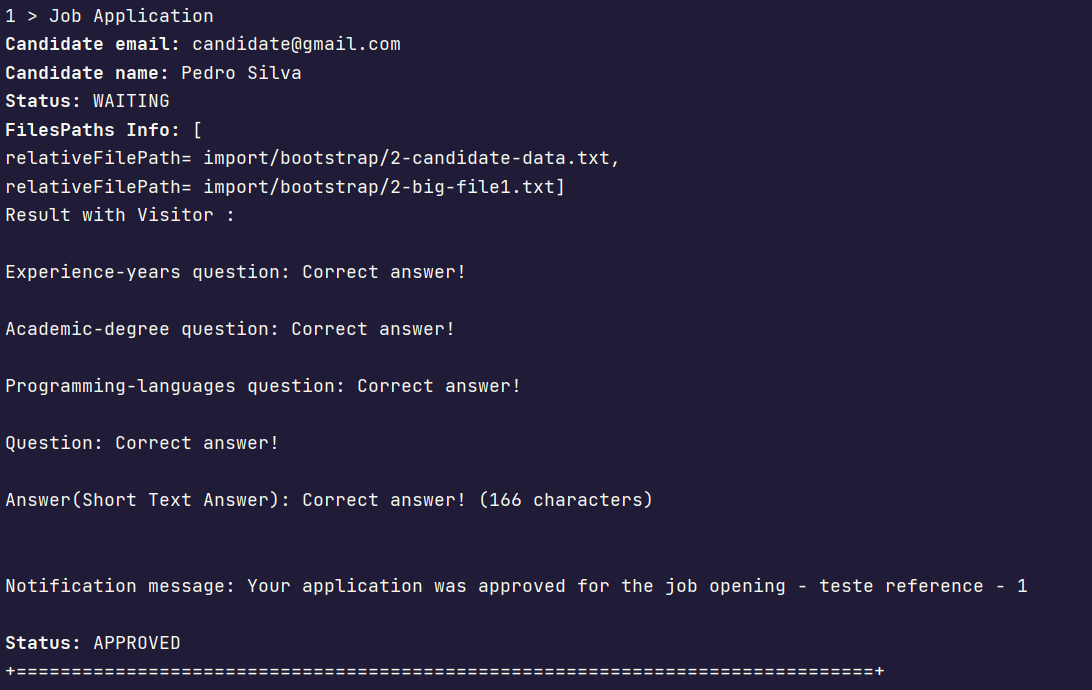 1 > Job Application
Candidate email: candidate@gmail.com
Candidate name: Pedro Silva
Status: WAITING
FilesPaths Info: [
relativeFilePath= import/bootstrap/2-candidate-data.txt,
relativeFilePath= import/bootstrap/2-big-file1.txt]
Result with Visitor :
Experience-years question: Correct answer!
Academic-degree question: Correct answer!
Programming-languages question: Correct answer!
Question: Correct answer!
Answer(Short Text Answer): Correct answer! (166 characters)
Notification message: Your application was approved for the job opening - teste reference - 1
Status: APPROVED
+==============================================================================+